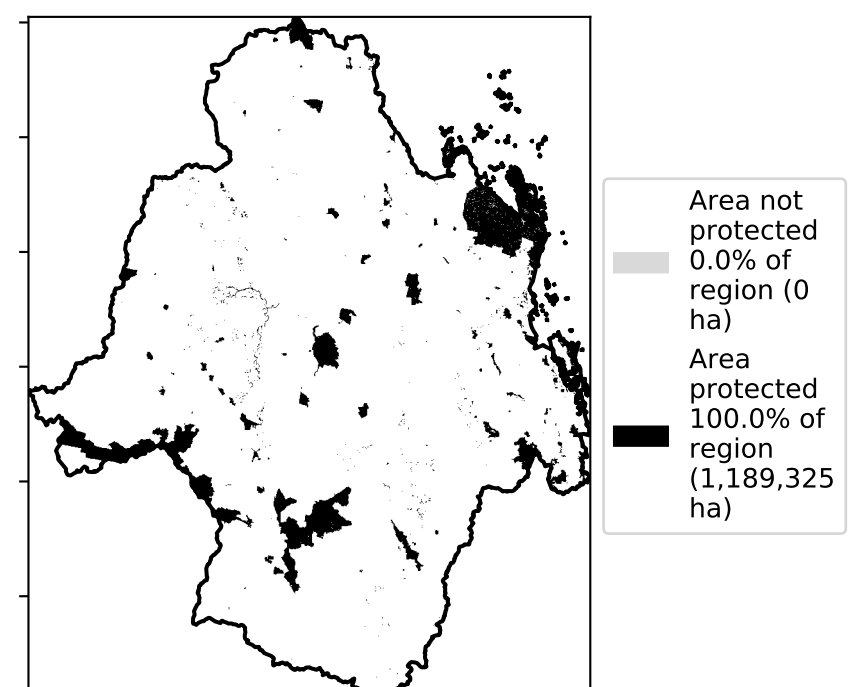 Area not
protected
0.0% of
region (0
ha)
Area
protected
100.0% of
region
(1,189,325
ha)